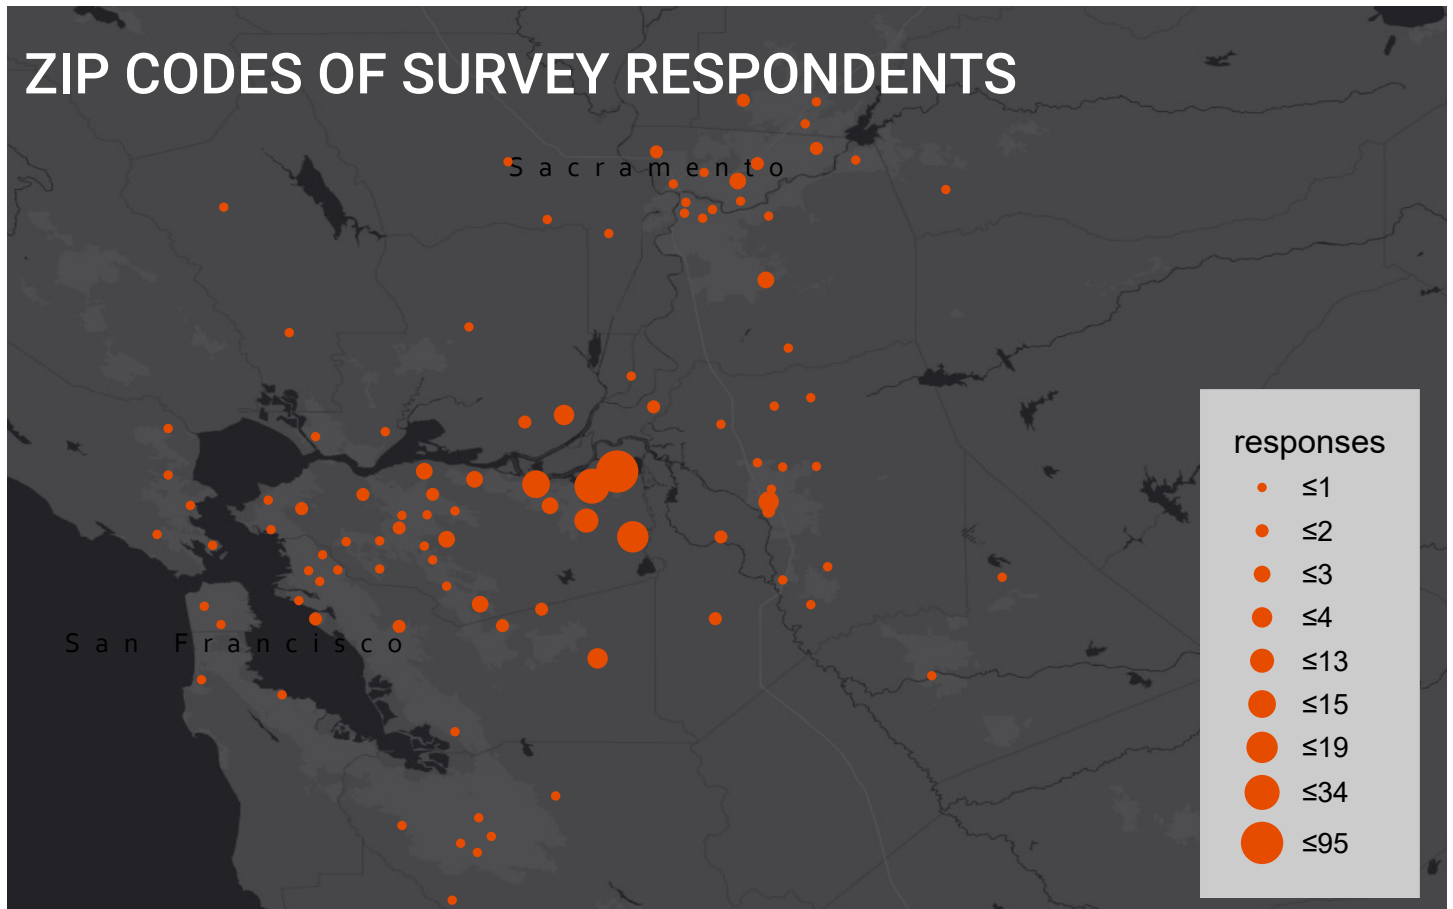 ZIP CODES OF SURVEY RESPONDENTS
Sacramento
San Francisco
responses
≤1
≤2
≤3
≤4
≤13
≤15
≤19
≤34
≤95